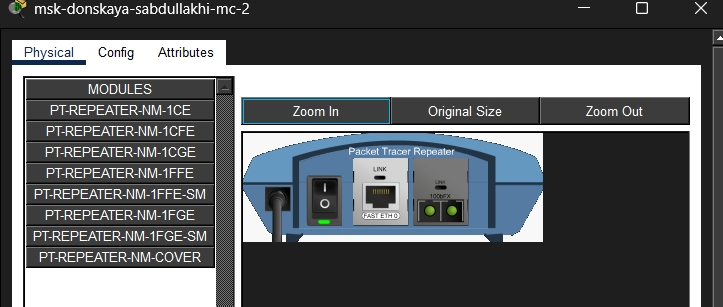 msk-donskaya-sabdullakhi-mc-2
Physical Config Attributes
MODULES
PT-REPEATER-NM-1CE
PT-REPEATER-NM-1CFE
PT-REPEATER-NM-1CGE
PT-REPEATER-NM-1FFE
PT-REPEATER-NM-1FFE-SM
PT-REPEATER-NM-1FGE
PT-REPEATER-NM-1FGE-SM
PT-REPEATER-NM-COVER
Zoom In Original Size Zoom Out
Packet Tracer Repeater
LINK
FAST ETH 0
LINK
100bFX